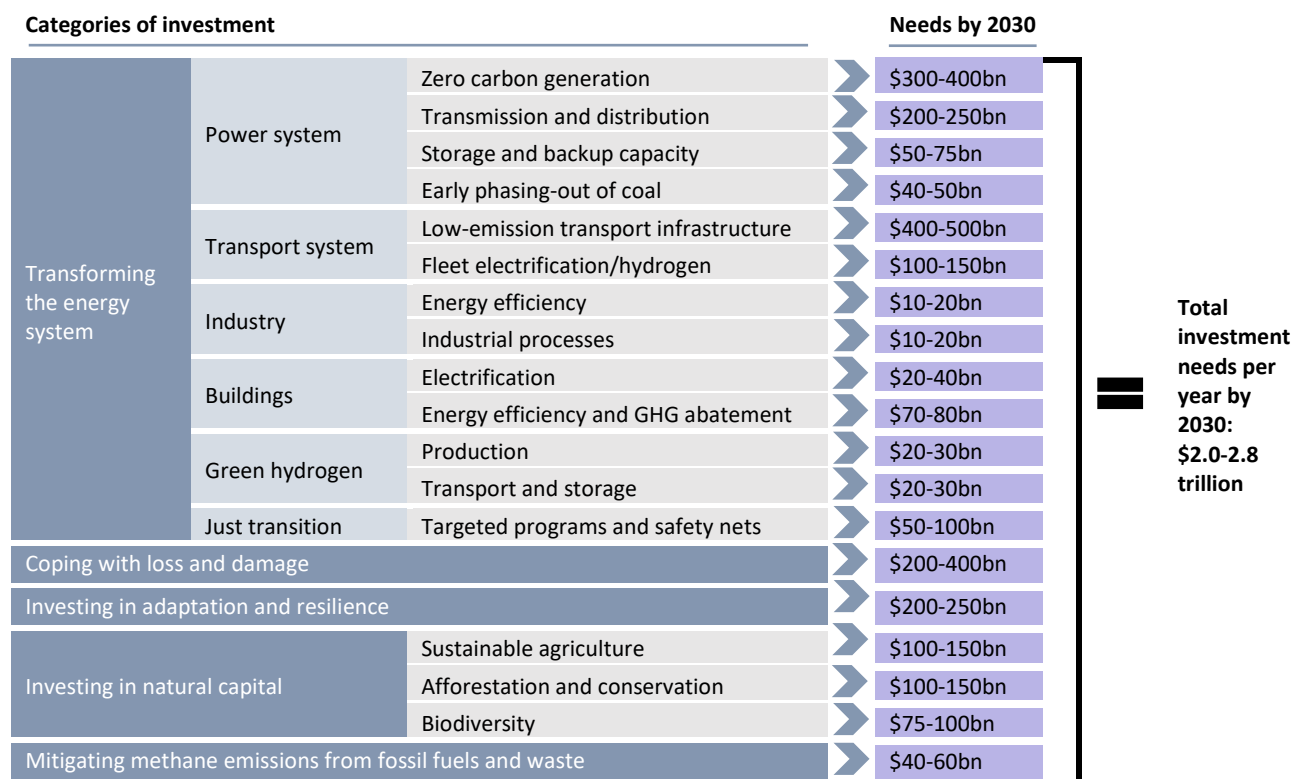 Categories of investment Needs by 2030
Zero carbon generation $300-400bn
Transmission and distribution $200-250bn
Power system
Storage and backup capacity $50-75bn
Early phasing-out of coal $40-50bn
Low-emission transport infrastructure $400-500bn
Transport system
Fleet electrification/hydrogen $100-150bn
Transforming
the energy
system
Energy efficiency $10-20bn
Industry
Industrial processes $10-20bn
Electrification $20-40bn
Buildings
Energy efficiency and GHG abatement $70-80bn
Production $20-30bn
Green hydrogen
Transport and storage $20-30bn
Just transition Targeted programs and safety nets $50-100bn
Coping with loss and damage $200-400bn
Investing in adaptation and resilience $200-250bn
Sustainable agriculture $100-150bn
Investing in natural capital Afforestation and conservation $100-150bn
Biodiversity $75-100bn
Mitigating methane emissions from fossil fuels and waste $40-60bn
Total
investment
needs per
year by
2030:
$2.0-2.8
trillion